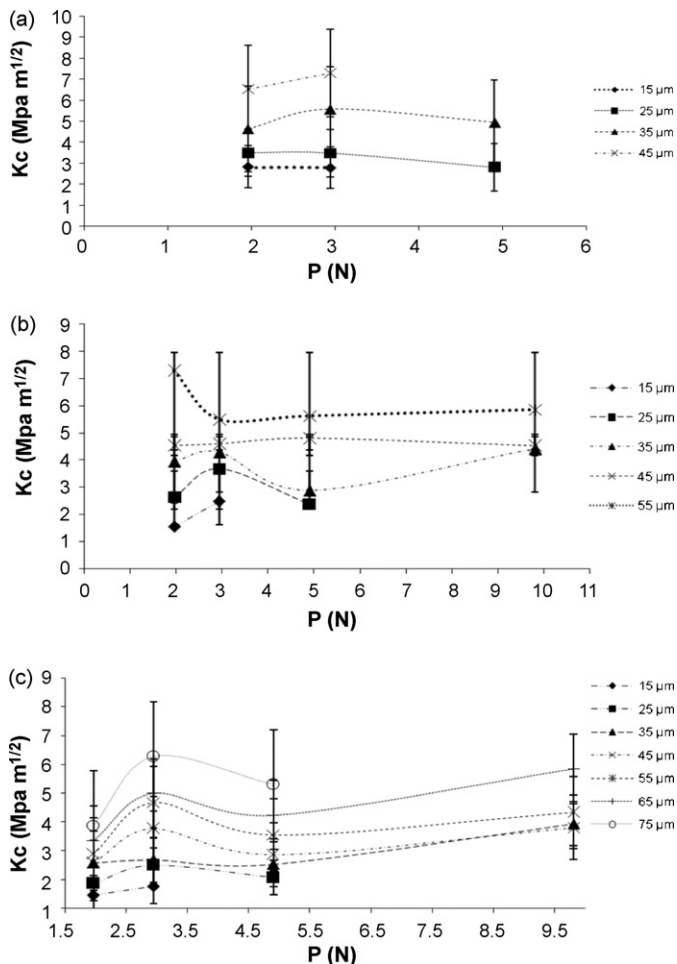 (a)
Kc (Mpa m1/2)
10
9
8
7
6
5
4
3
2
1
0
0 1 2 3 4 5 6
P (N)
15 µm
25 µm
35 µm
45 µm
(b)
Kc (Mpa m1/2)
9
8
7
6
5
4
3
2
1
0
0 1 2 3 4 5 6 7 8 9 10 11
P (N)
15 µm
25 µm
35 µm
45 µm
55 µm
(c)
Kc (Mpa m1/2)
9
8
7
6
5
4
3
2
1
1.5 2.5 3.5 4.5 5.5 6.5 7.5 8.5 9.5
P (N)
15 µm
25 µm
35 µm
45 µm
55 µm
65 µm
75 µm